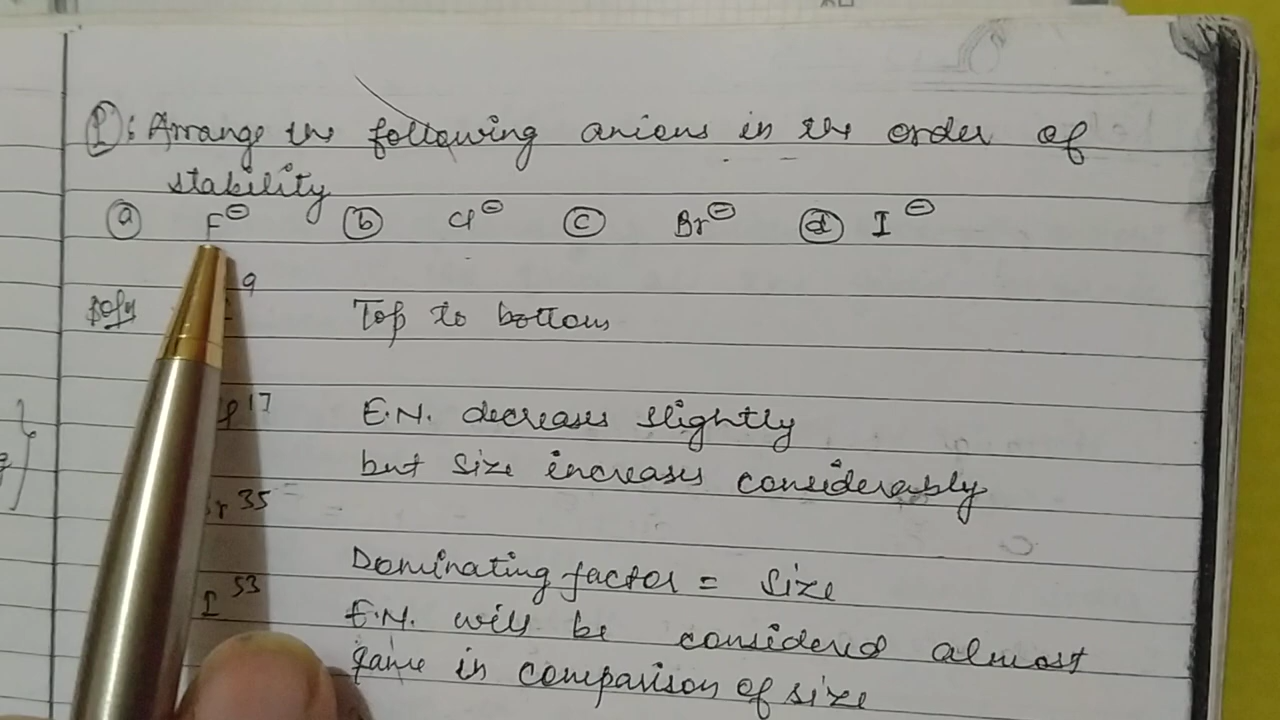 Q: Arrange the following anions in the order of
stability
a F⊖ b Cl⊖ c Br⊖ d I⊖
9
Soln Top to bottom
17 E.N. decreases slightly
but size increases considerably
35
Dominating factor = size
I 53
E.N. will be considered almost
same in comparison of size